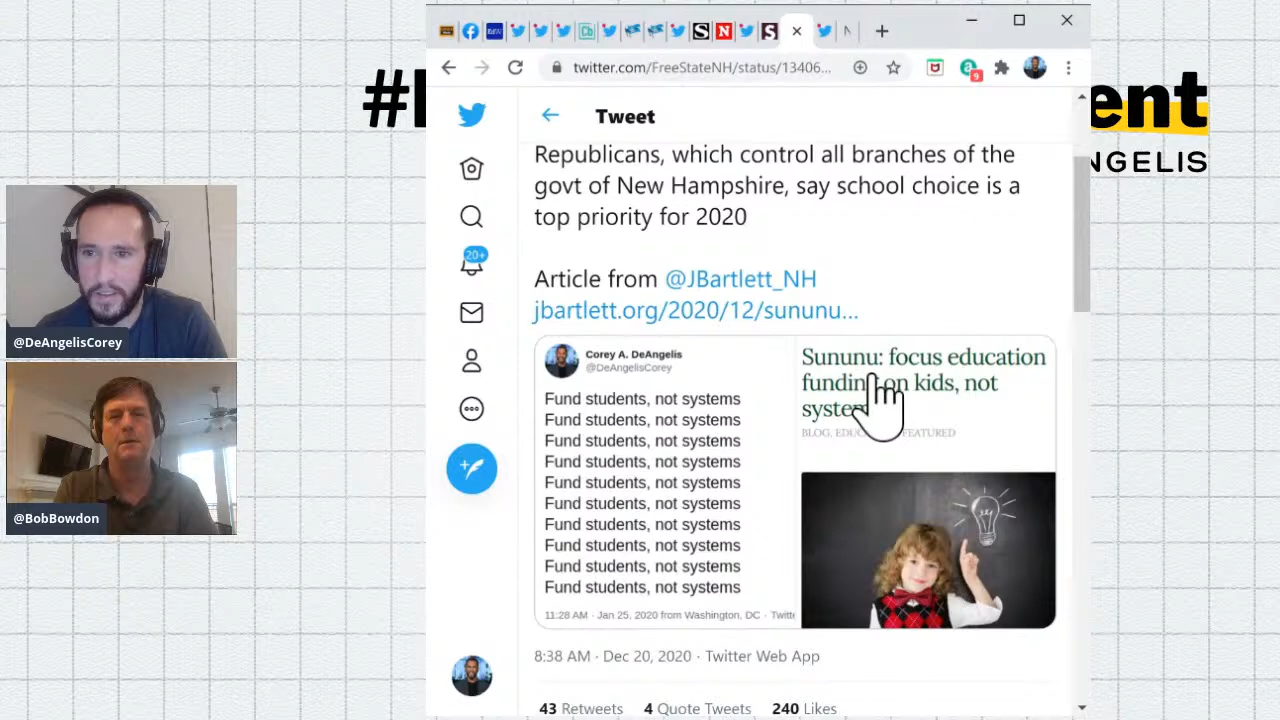 twitter.com/FreeStateNH/status/13406...
9
#
ent
NGELIS
Tweet
Republicans, which control all branches of the
govt of New Hampshire, say school choice is a
top priority for 2020
20+
Article from @JBartlett_NH
jbartlett.org/2020/12/sununu...
Corey A. DeAngelis
@DeAngelisCorey
Fund students, not systems
Fund students, not systems
Fund students, not systems
Fund students, not systems
Fund students, not systems
Fund students, not systems
Fund students, not systems
Fund students, not systems
Fund students, not systems
Fund students, not systems
11:28 AM · Jan 25, 2020 from Washington, DC ·
Sununu: focus education
on kids, not
BLOG, FEATURED
8:38 AM · Dec 20, 2020 · Twitter Web App
43 Retweets 4 Quote Tweets 240 Likes
@DeAngelisCorey
@BobBowdon